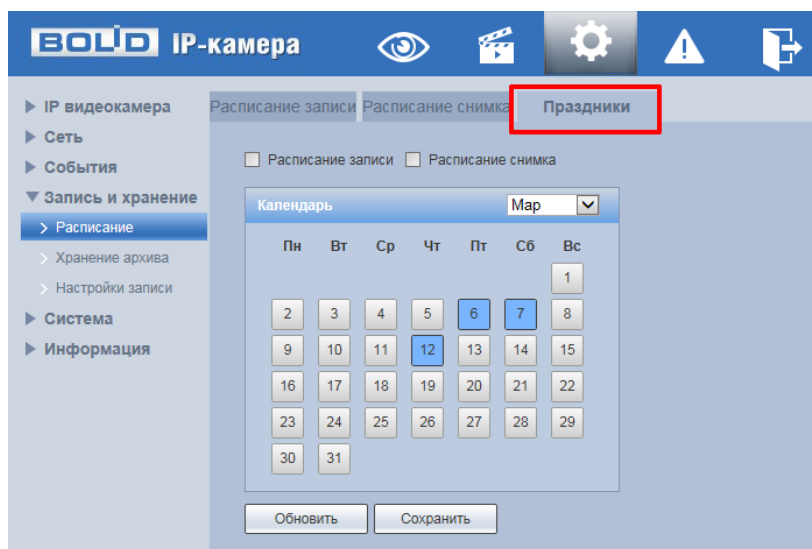 BOLID IP-камера
Расписание записи Расписание снимка Праздники
IP видеокамера
Сеть
События
Запись и хранение
Расписание
Хранение архива
Настройки записи
Система
Информация
Расписание записи Расписание снимка
Календарь Мар
Пн Вт Ср Чт Пт Сб Вс
1
2 3 4 5 6 7 8
9 10 11 12 13 14 15
16 17 18 19 20 21 22
23 24 25 26 27 28 29
30 31
Обновить Сохранить